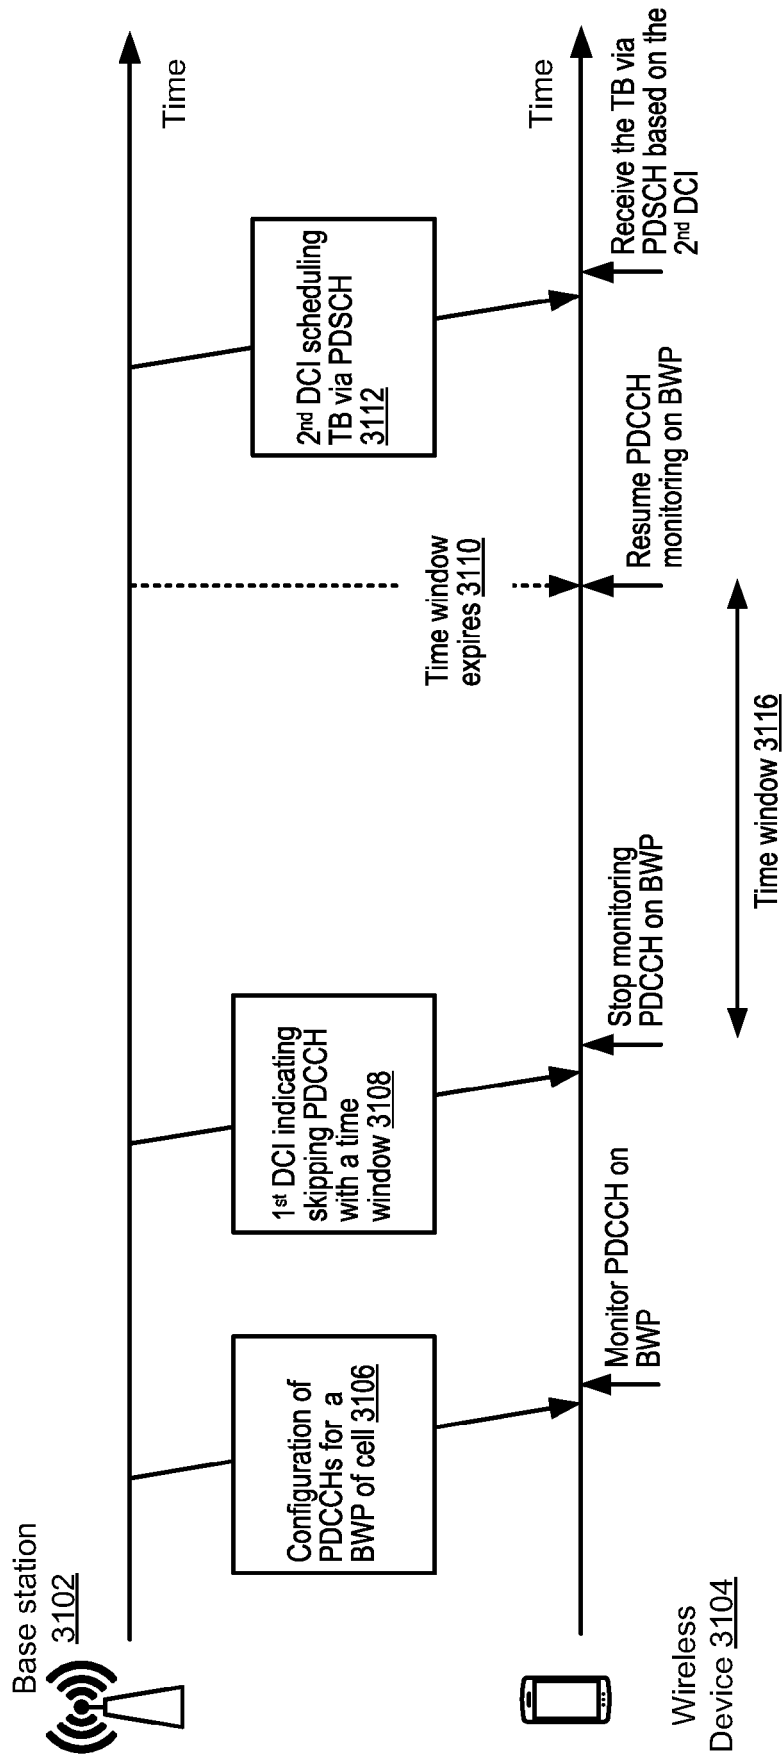 Base station
3102
Time
Configuration of
PDCCHs for a
BWP of cell 3106
1st DCI indicating
skipping PDCCH
with a time
window 3108
Time window
expires 3110
2nd DCI scheduling
TB via PDSCH
3112
Wireless
Device 3104
Time
Monitor PDCCH on
BWP
Stop monitoring
PDCCH on BWP
Resume PDCCH
monitoring on BWP
Receive the TB via
PDSCH based on the
2nd DCI
Time window 3116